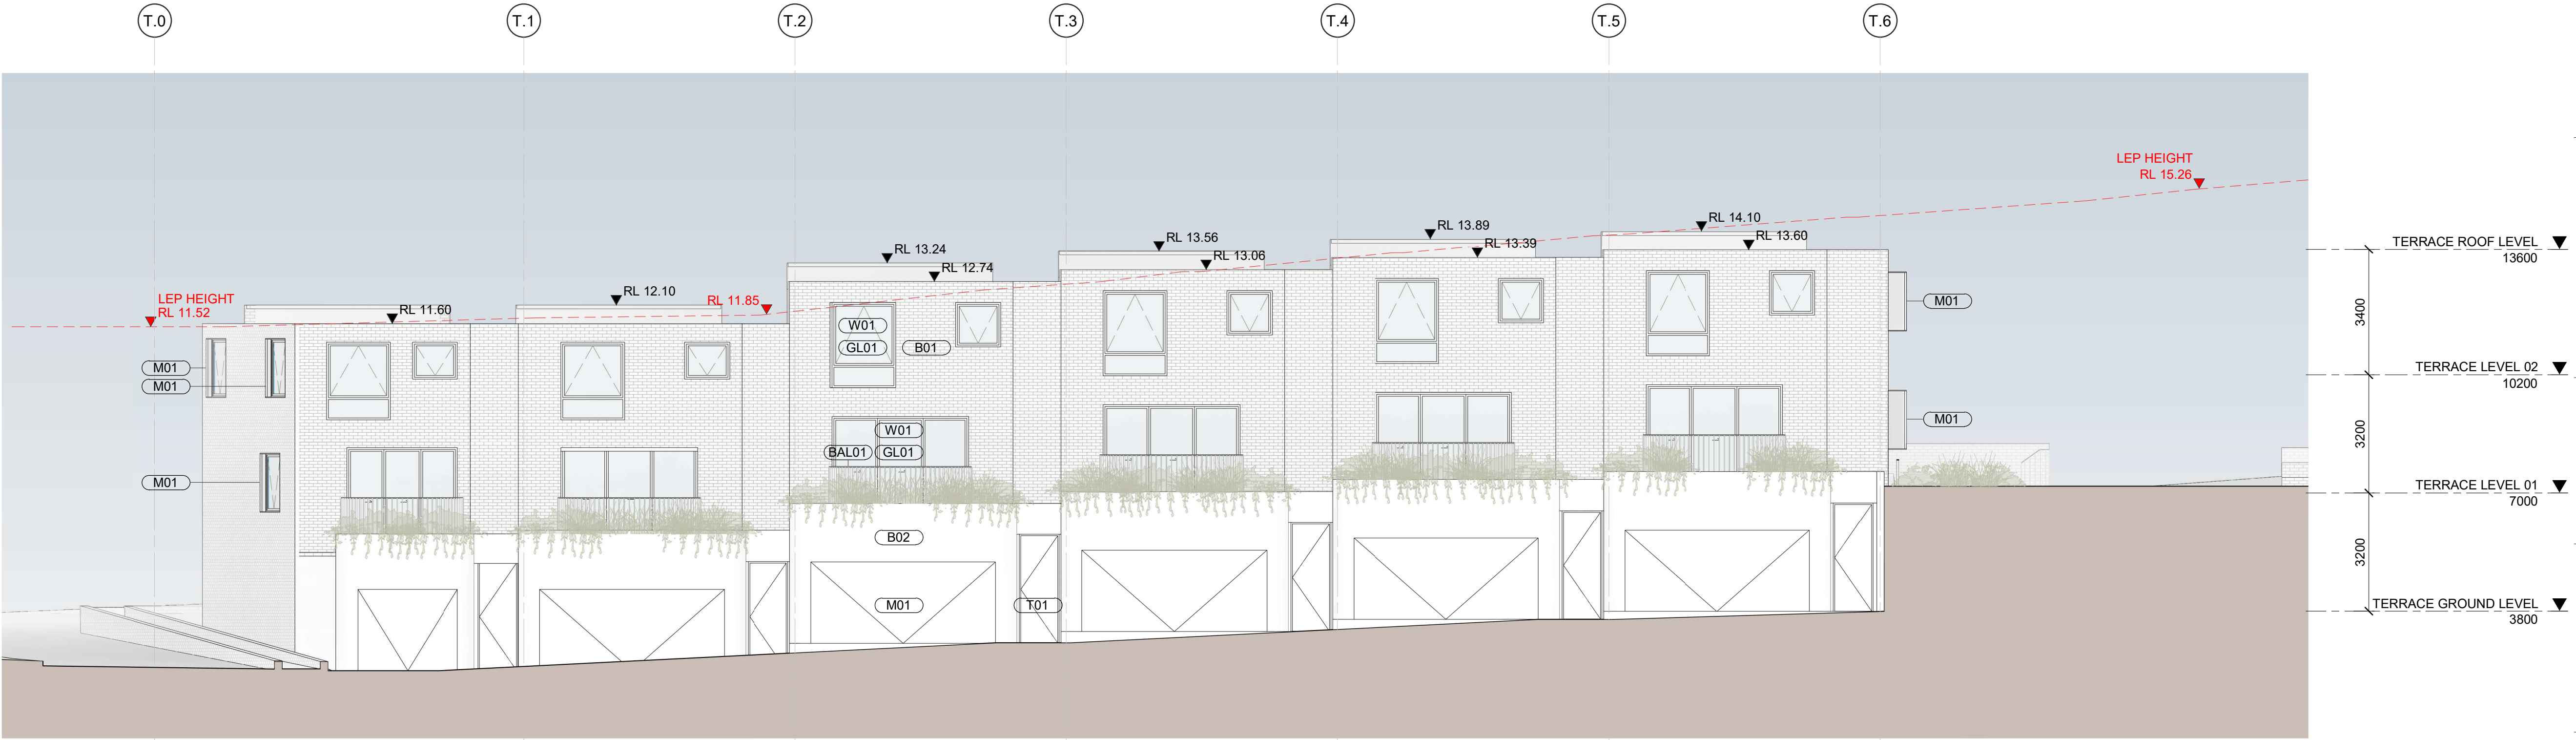 T.0
T.1
T.2
T.3
T.4
T.5
T.6
LEP HEIGHT
RL 15.26
RL 14.10
RL 13.89
RL 13.56
RL 13.24
RL 13.60
RL 13.39
RL 13.06
RL 12.74
LEP HEIGHT
RL 11.52
RL 12.10
RL 11.85
RL 11.60
TERRACE ROOF LEVEL
13600
M01
W01
GL01
B01
3400
M01
M01
TERRACE LEVEL 02
10200
M01
W01
BAL01
GL01
3200
M01
TERRACE LEVEL 01
7000
B02
3200
M01
T01
TERRACE GROUND LEVEL
3800